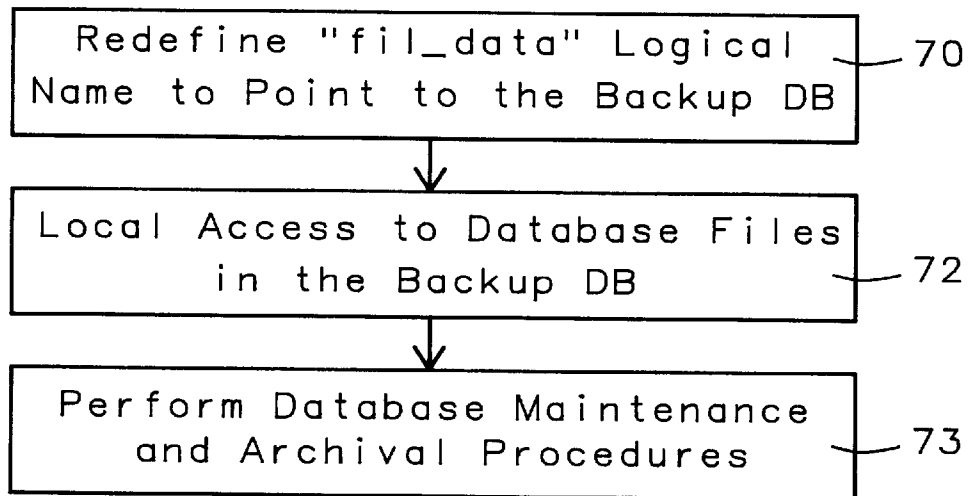 Redefine "fil_data" Logical
Name to Point to the Backup DB
70
Local Access to Database Files
in the Backup DB
72
Perform Database Maintenance
and Archival Procedures
73